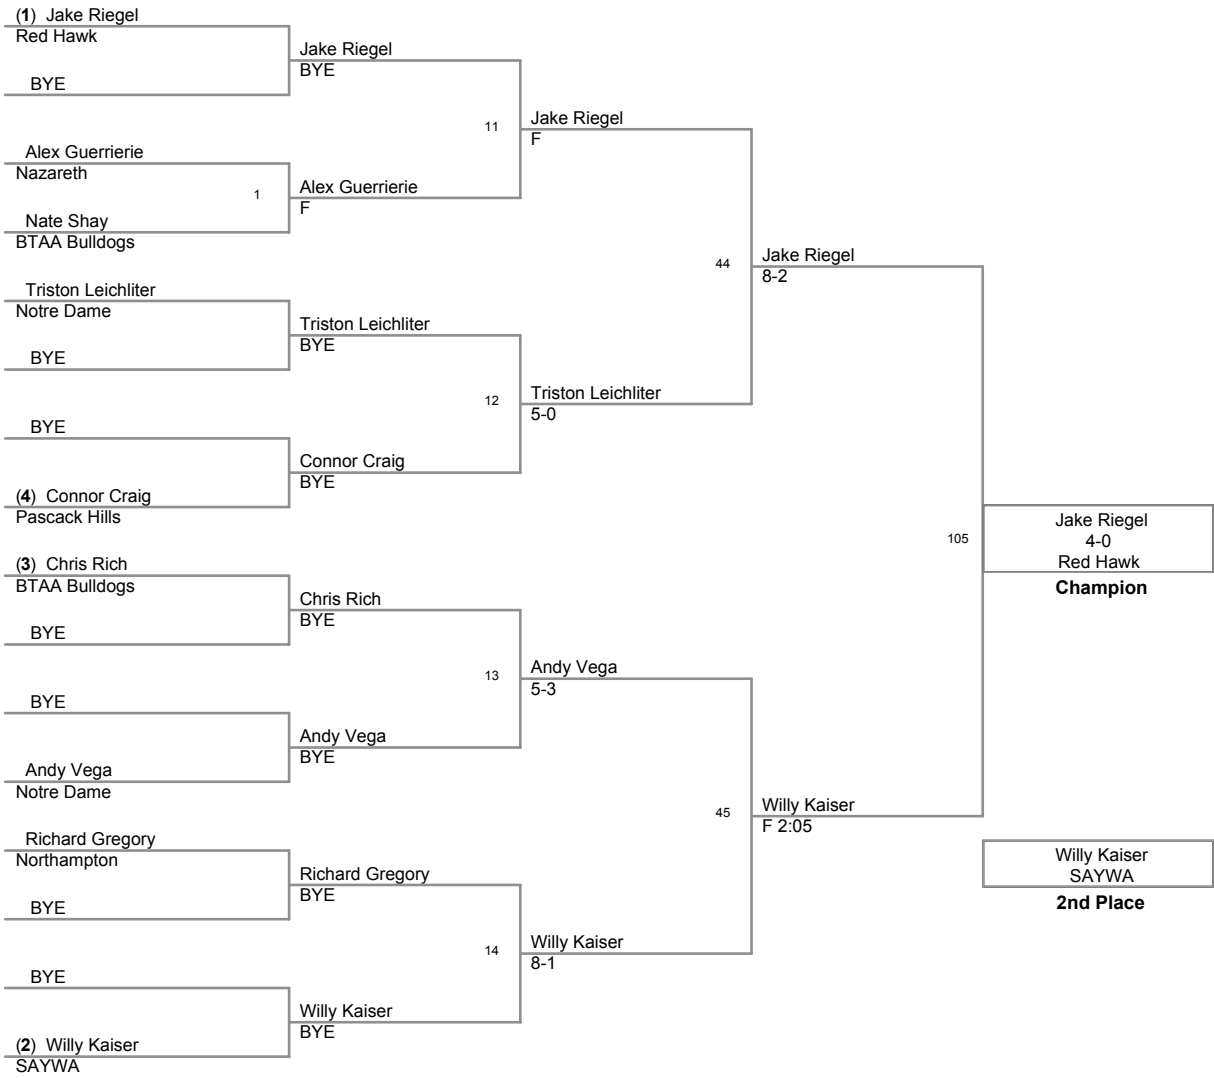 (1) Jake Riegel
Red Hawk
BYE
Alex Guerrierie
Nazareth
Nate Shay
BTAA Bulldogs
Triston Leichliter
Notre Dame
BYE
BYE
(4) Connor Craig
Pascack Hills
(3) Chris Rich
BTAA Bulldogs
BYE
BYE
Andy Vega
Notre Dame
Richard Gregory
Northampton
BYE
BYE
(2) Willy Kaiser
SAYWA
Jake Riegel
BYE
1
Alex Guerrierie
F
Triston Leichliter
BYE
Connor Craig
BYE
Chris Rich
BYE
Andy Vega
BYE
Richard Gregory
BYE
Willy Kaiser
BYE
11
Jake Riegel
F
12
Triston Leichliter
5-0
13
Andy Vega
5-3
14
Willy Kaiser
8-1
44
Jake Riegel
8-2
45
Willy Kaiser
F 2:05
105
Jake Riegel
4-0
Red Hawk
Champion
Willy Kaiser
SAYWA
2nd Place